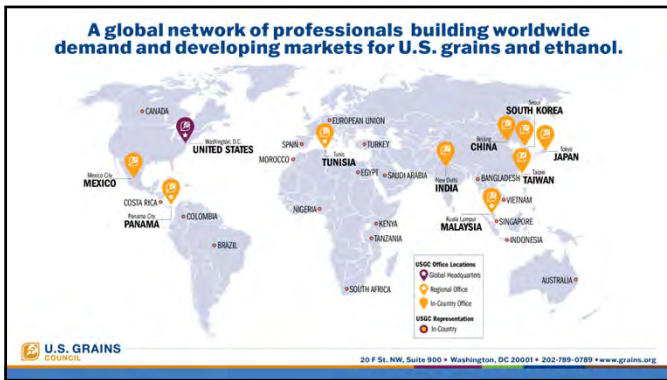 A global network of professionals building worldwide
demand and developing markets for U.S. grains and ethanol.
CANADA
Washington, D.C.
UNITED STATES
Mexico City
MEXICO
COSTA RICA
Panama City
PANAMA
COLOMBIA
BRAZIL
EUROPEAN UNION
SPAIN
Tunis
TUNISIA
TURKEY
MOROCCO
EGYPT
SAUDI ARABIA
NIGERIA
KENYA
TANZANIA
SOUTH AFRICA
Seoul
SOUTH KOREA
Beijing
CHINA
Tokyo
JAPAN
New Delhi
INDIA
BANGLADESH
Taipei
TAIWAN
VIETNAM
Kuala Lumpur
MALAYSIA
SINGAPORE
INDONESIA
AUSTRALIA
USGC Office Locations
Global Headquarters
Regional Office
In-Country Office
USGC Representation
In-Country
U.S. GRAINS
COUNCIL
20 F St. NW, Suite 900 • Washington, DC 20001 • 202-789-0789 • www.grains.org